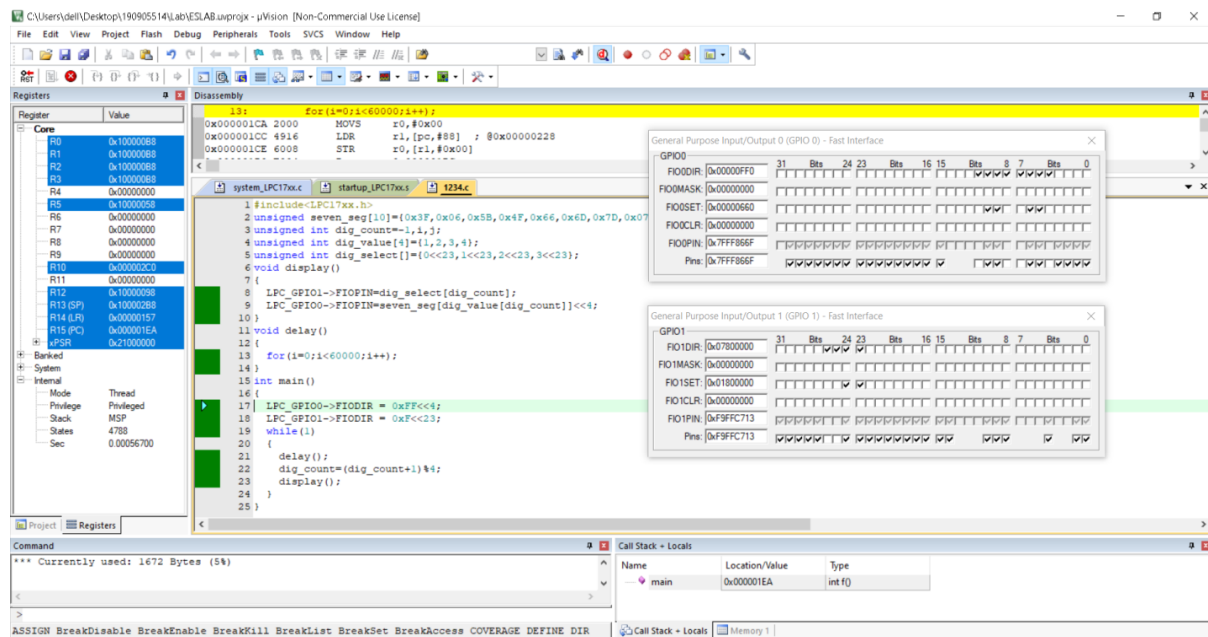 C:\Users\dell\Desktop\190905514\Lab\ESLAB.uvprojx - µVision [Non-Commercial Use License]
File Edit View Project Flash Debug Peripherals Tools SVCS Window Help
Registers
Register Value
Core
R0 0x100000B8
R1 0x100000B8
R2 0x100000B8
R3 0x100000B8
R4 0x00000000
R5 0x10000058
R6 0x00000000
R7 0x00000000
R8 0x00000000
R9 0x00000000
R10 0x000002C0
R11 0x00000000
R12 0x10000098
R13 (SP) 0x100002B8
R14 (LR) 0x00000157
R15 (PC) 0x000001EA
xPSR 0x21000000
Banked
System
Internal
Mode Thread
Privilege Privileged
Stack MSP
States 4788
Sec 0.00056700
Project Registers
Disassembly
13: for(i=0;i<60000;i++);
0x000001CA 2000 MOVS r0,#0x00
0x000001CC 4916 LDR r1,[pc,#88] ; @0x00000228
0x000001CE 6008 STR r0,[r1,#0x00]
system_LPC17xx.c startup_LPC17xx.s 1234.c
1 #include<LPC17xx.h>
2 unsigned seven_seg[10]={0x3F,0x06,0x5B,0x4F,0x66,0x6D,0x7D,0x07
3 unsigned int dig_count=-1,i,j;
4 unsigned int dig_value[4]={1,2,3,4};
5 unsigned int dig_select[]={0<<23,1<<23,2<<23,3<<23};
6 void display()
7 {
8 LPC_GPIO1->FIOPIN=dig_select[dig_count];
9 LPC_GPIO0->FIOPIN=seven_seg[dig_value[dig_count]]<<4;
10 }
11 void delay()
12 {
13 for(i=0;i<60000;i++);
14 }
15 int main()
16 {
17 LPC_GPIO0->FIODIR = 0xFF<<4;
18 LPC_GPIO1->FIODIR = 0xF<<23;
19 while(1)
20 {
21 delay();
22 dig_count=(dig_count+1)%4;
23 display();
24 }
25 }
General Purpose Input/Output 0 (GPIO 0) - Fast Interface
GPIO0
31 Bits 24 23 Bits 16 15 Bits 8 7 Bits 0
FIO0DIR: 0x00000FF0
FIO0MASK: 0x00000000
FIO0SET: 0x00000660
FIO0CLR: 0x00000000
FIO0PIN: 0x7FFF866F
Pins: 0x7FFF866F
General Purpose Input/Output 1 (GPIO 1) - Fast Interface
GPIO1
31 Bits 24 23 Bits 16 15 Bits 8 7 Bits 0
FIO1DIR: 0x07800000
FIO1MASK: 0x00000000
FIO1SET: 0x01800000
FIO1CLR: 0x00000000
FIO1PIN: 0xF9FFC713
Pins: 0xF9FFC713
Command
*** Currently used: 1672 Bytes (5%)
>
ASSIGN BreakDisable BreakEnable BreakKill BreakList BreakSet BreakAccess COVERAGE DEFINE DIR
Call Stack + Locals
Name Location/Value Type
main 0x000001EA int f()
Call Stack + Locals Memory 1